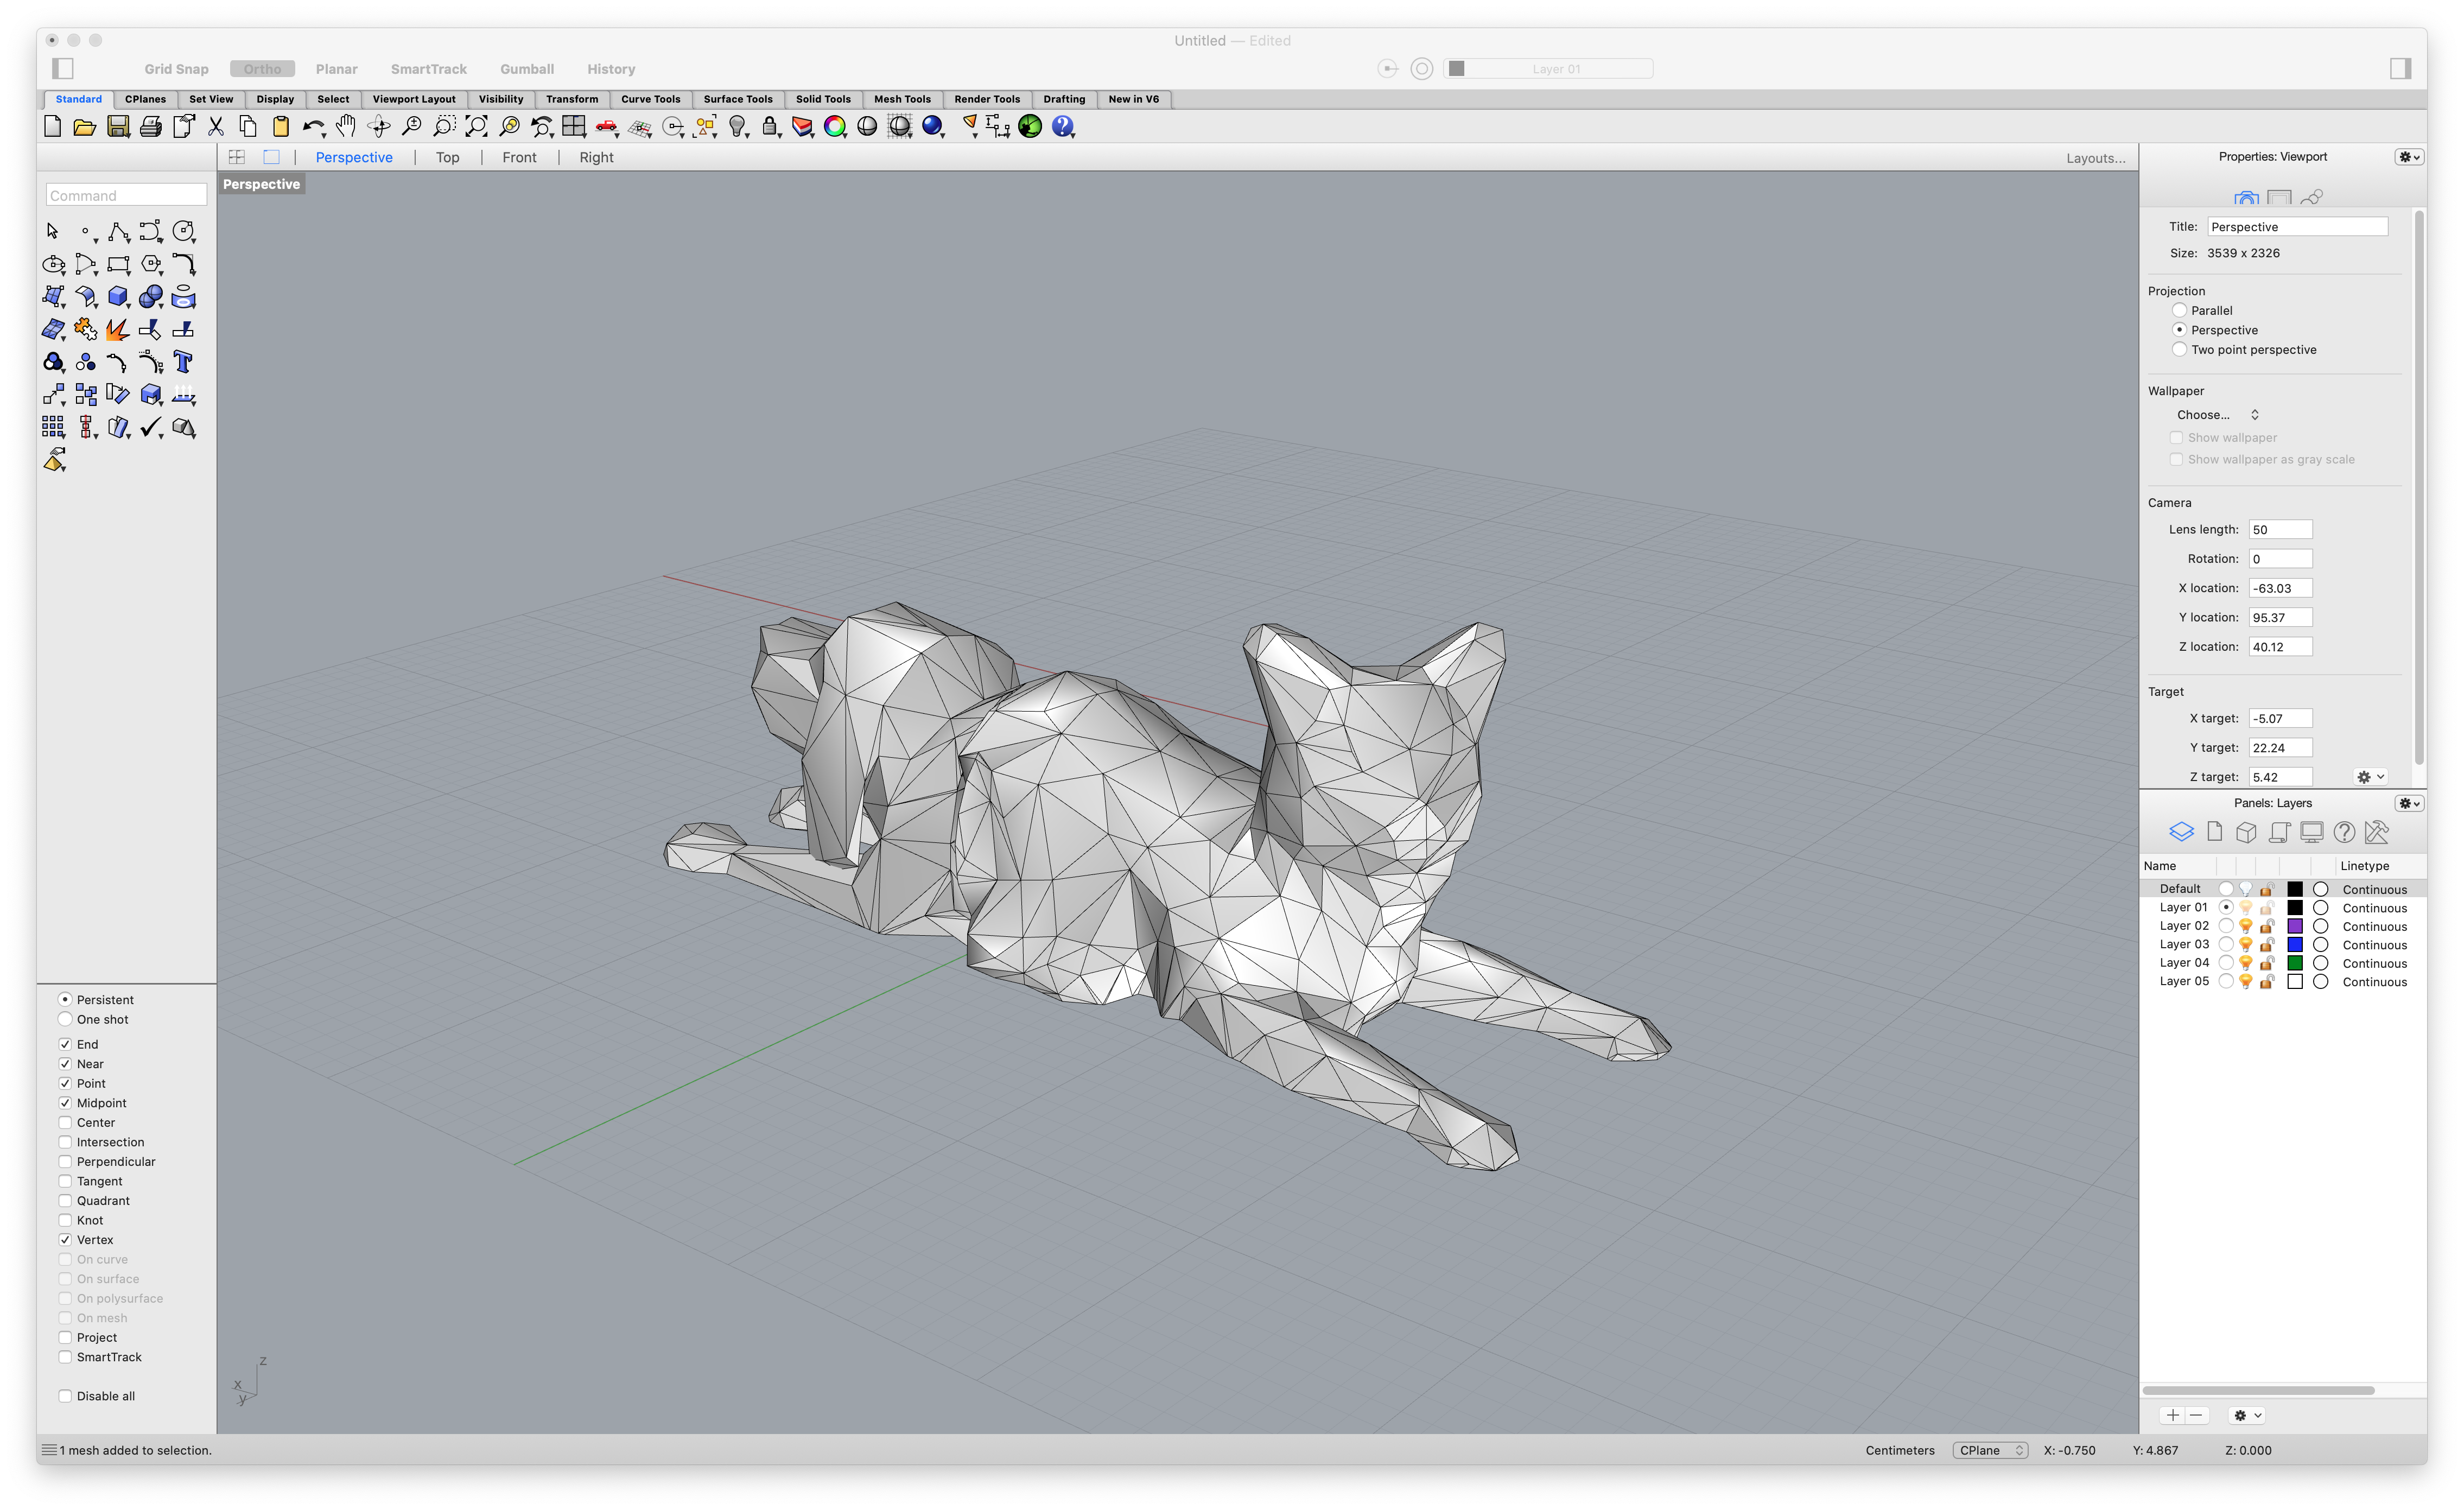 Untitled — Edited
Grid Snap Ortho Planar SmartTrack Gumball History Layer 01
Standard CPlanes Set View Display Select Viewport Layout Visibility Transform Curve Tools Surface Tools Solid Tools Mesh Tools Render Tools Drafting New in V6
Perspective Top Front Right Layouts...
Perspective
Command
Persistent
One shot
End
Near
Point
Midpoint
Center
Intersection
Perpendicular
Tangent
Quadrant
Knot
Vertex
On curve
On surface
On polysurface
On mesh
Project
SmartTrack
Disable all
z
x
y
Properties: Viewport
Title: Perspective
Size: 3539 x 2326
Projection
Parallel
Perspective
Two point perspective
Wallpaper
Choose...
Show wallpaper
Show wallpaper as gray scale
Camera
Lens length: 50
Rotation: 0
X location: -63.03
Y location: 95.37
Z location: 40.12
Target
X target: -5.07
Y target: 22.24
Z target: 5.42
Panels: Layers
Name Linetype
Default Continuous
Layer 01 Continuous
Layer 02 Continuous
Layer 03 Continuous
Layer 04 Continuous
Layer 05 Continuous
1 mesh added to selection. Centimeters CPlane X: -0.750 Y: 4.867 Z: 0.000